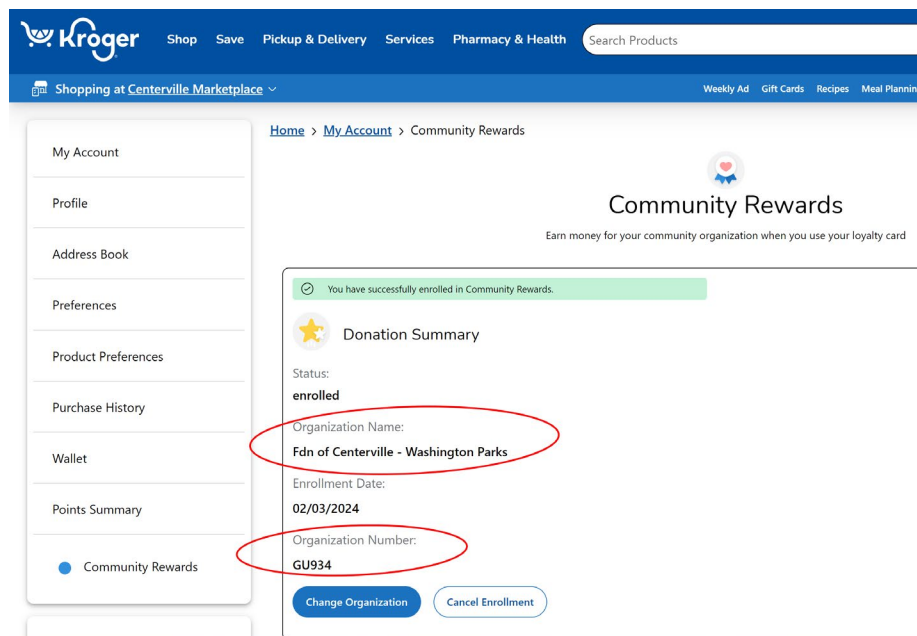 Kroger
Shop Save Pickup & Delivery Services Pharmacy & Health Search Products
Shopping at Centerville Marketplace
Weekly Ad Gift Cards Recipes Meal Plannin
Home > My Account > Community Rewards
My Account
Profile
Address Book
Preferences
Product Preferences
Purchase History
Wallet
Points Summary
Community Rewards
Community Rewards
Earn money for your community organization when you use your loyalty card
You have successfully enrolled in Community Rewards.
Donation Summary
Status:
enrolled
Organization Name:
Fdn of Centerville - Washington Parks
Enrollment Date:
02/03/2024
Organization Number:
GU934
Change Organization Cancel Enrollment